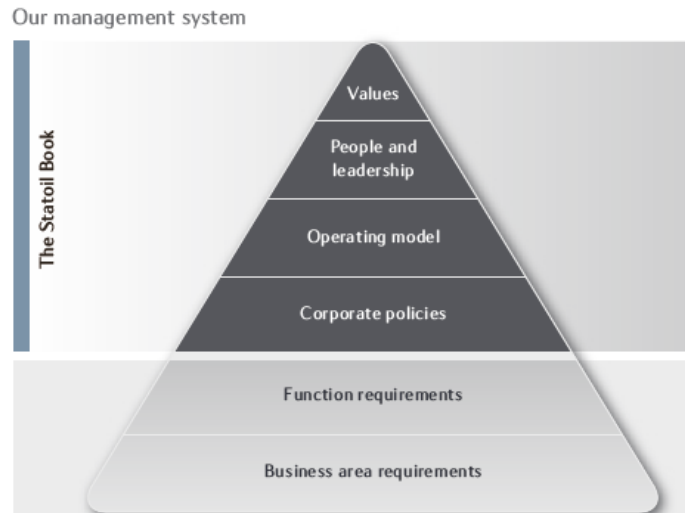 Our management system
The Statoil Book
Values
People and
leadership
Operating model
Corporate policies
Function requirements
Business area requirements